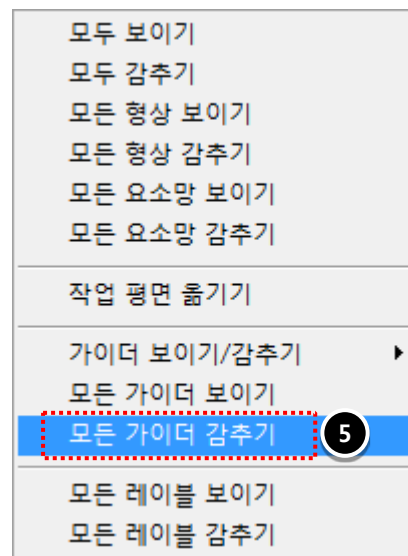 모두 보이기
모두 감추기
모든 형상 보이기
모든 형상 감추기
모든 요소망 보이기
모든 요소망 감추기
작업 평면 옮기기
가이더 보이기/감추기
모든 가이더 보이기
모든 가이더 감추기 5
모든 레이블 보이기
모든 레이블 감추기